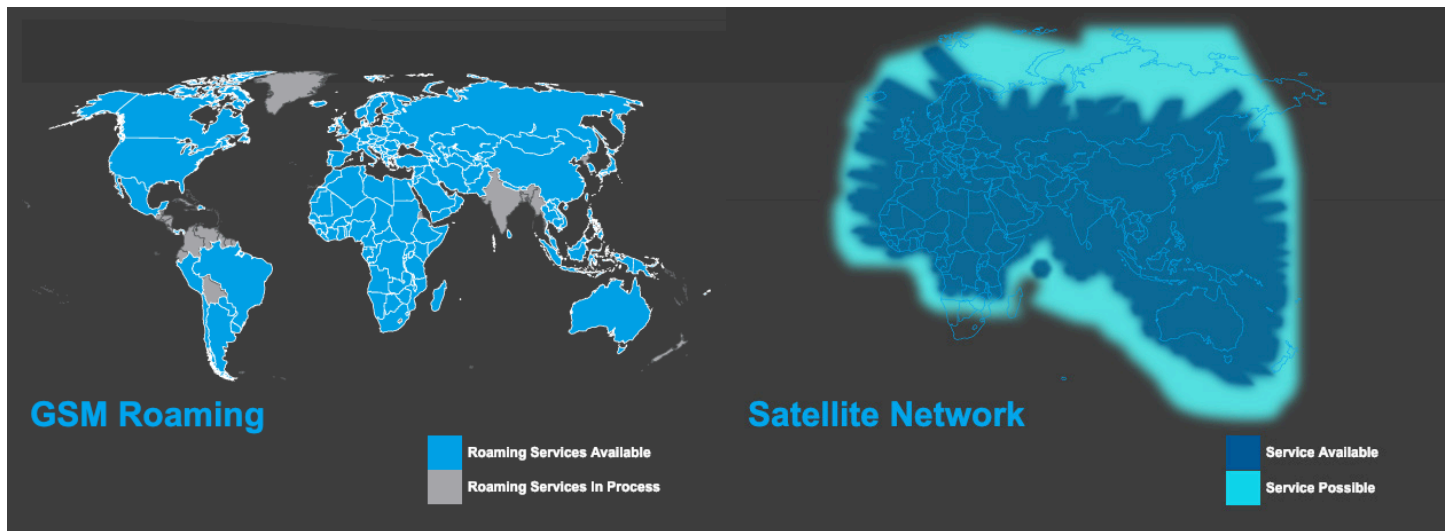 GSM Roaming
Roaming Services Available
Roaming Services In Process
Satellite Network
Service Available
Service Possible